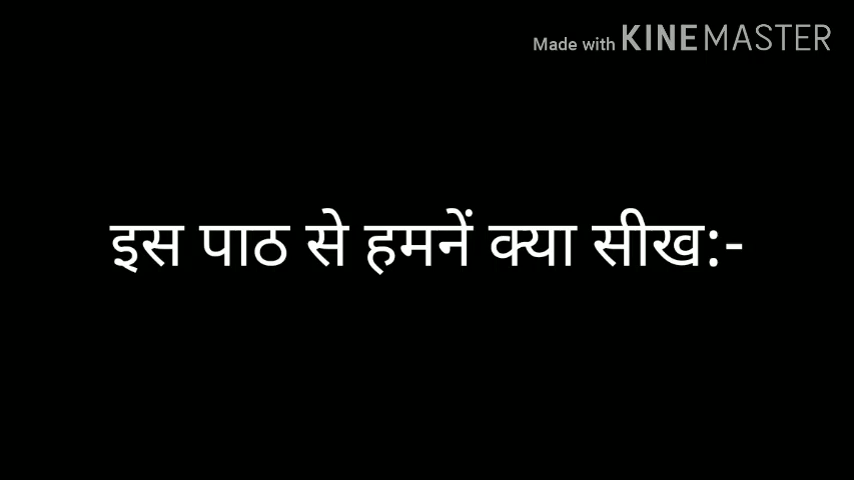 Made with KINEMASTER
इस पाठ से हमनें क्या सीख:-